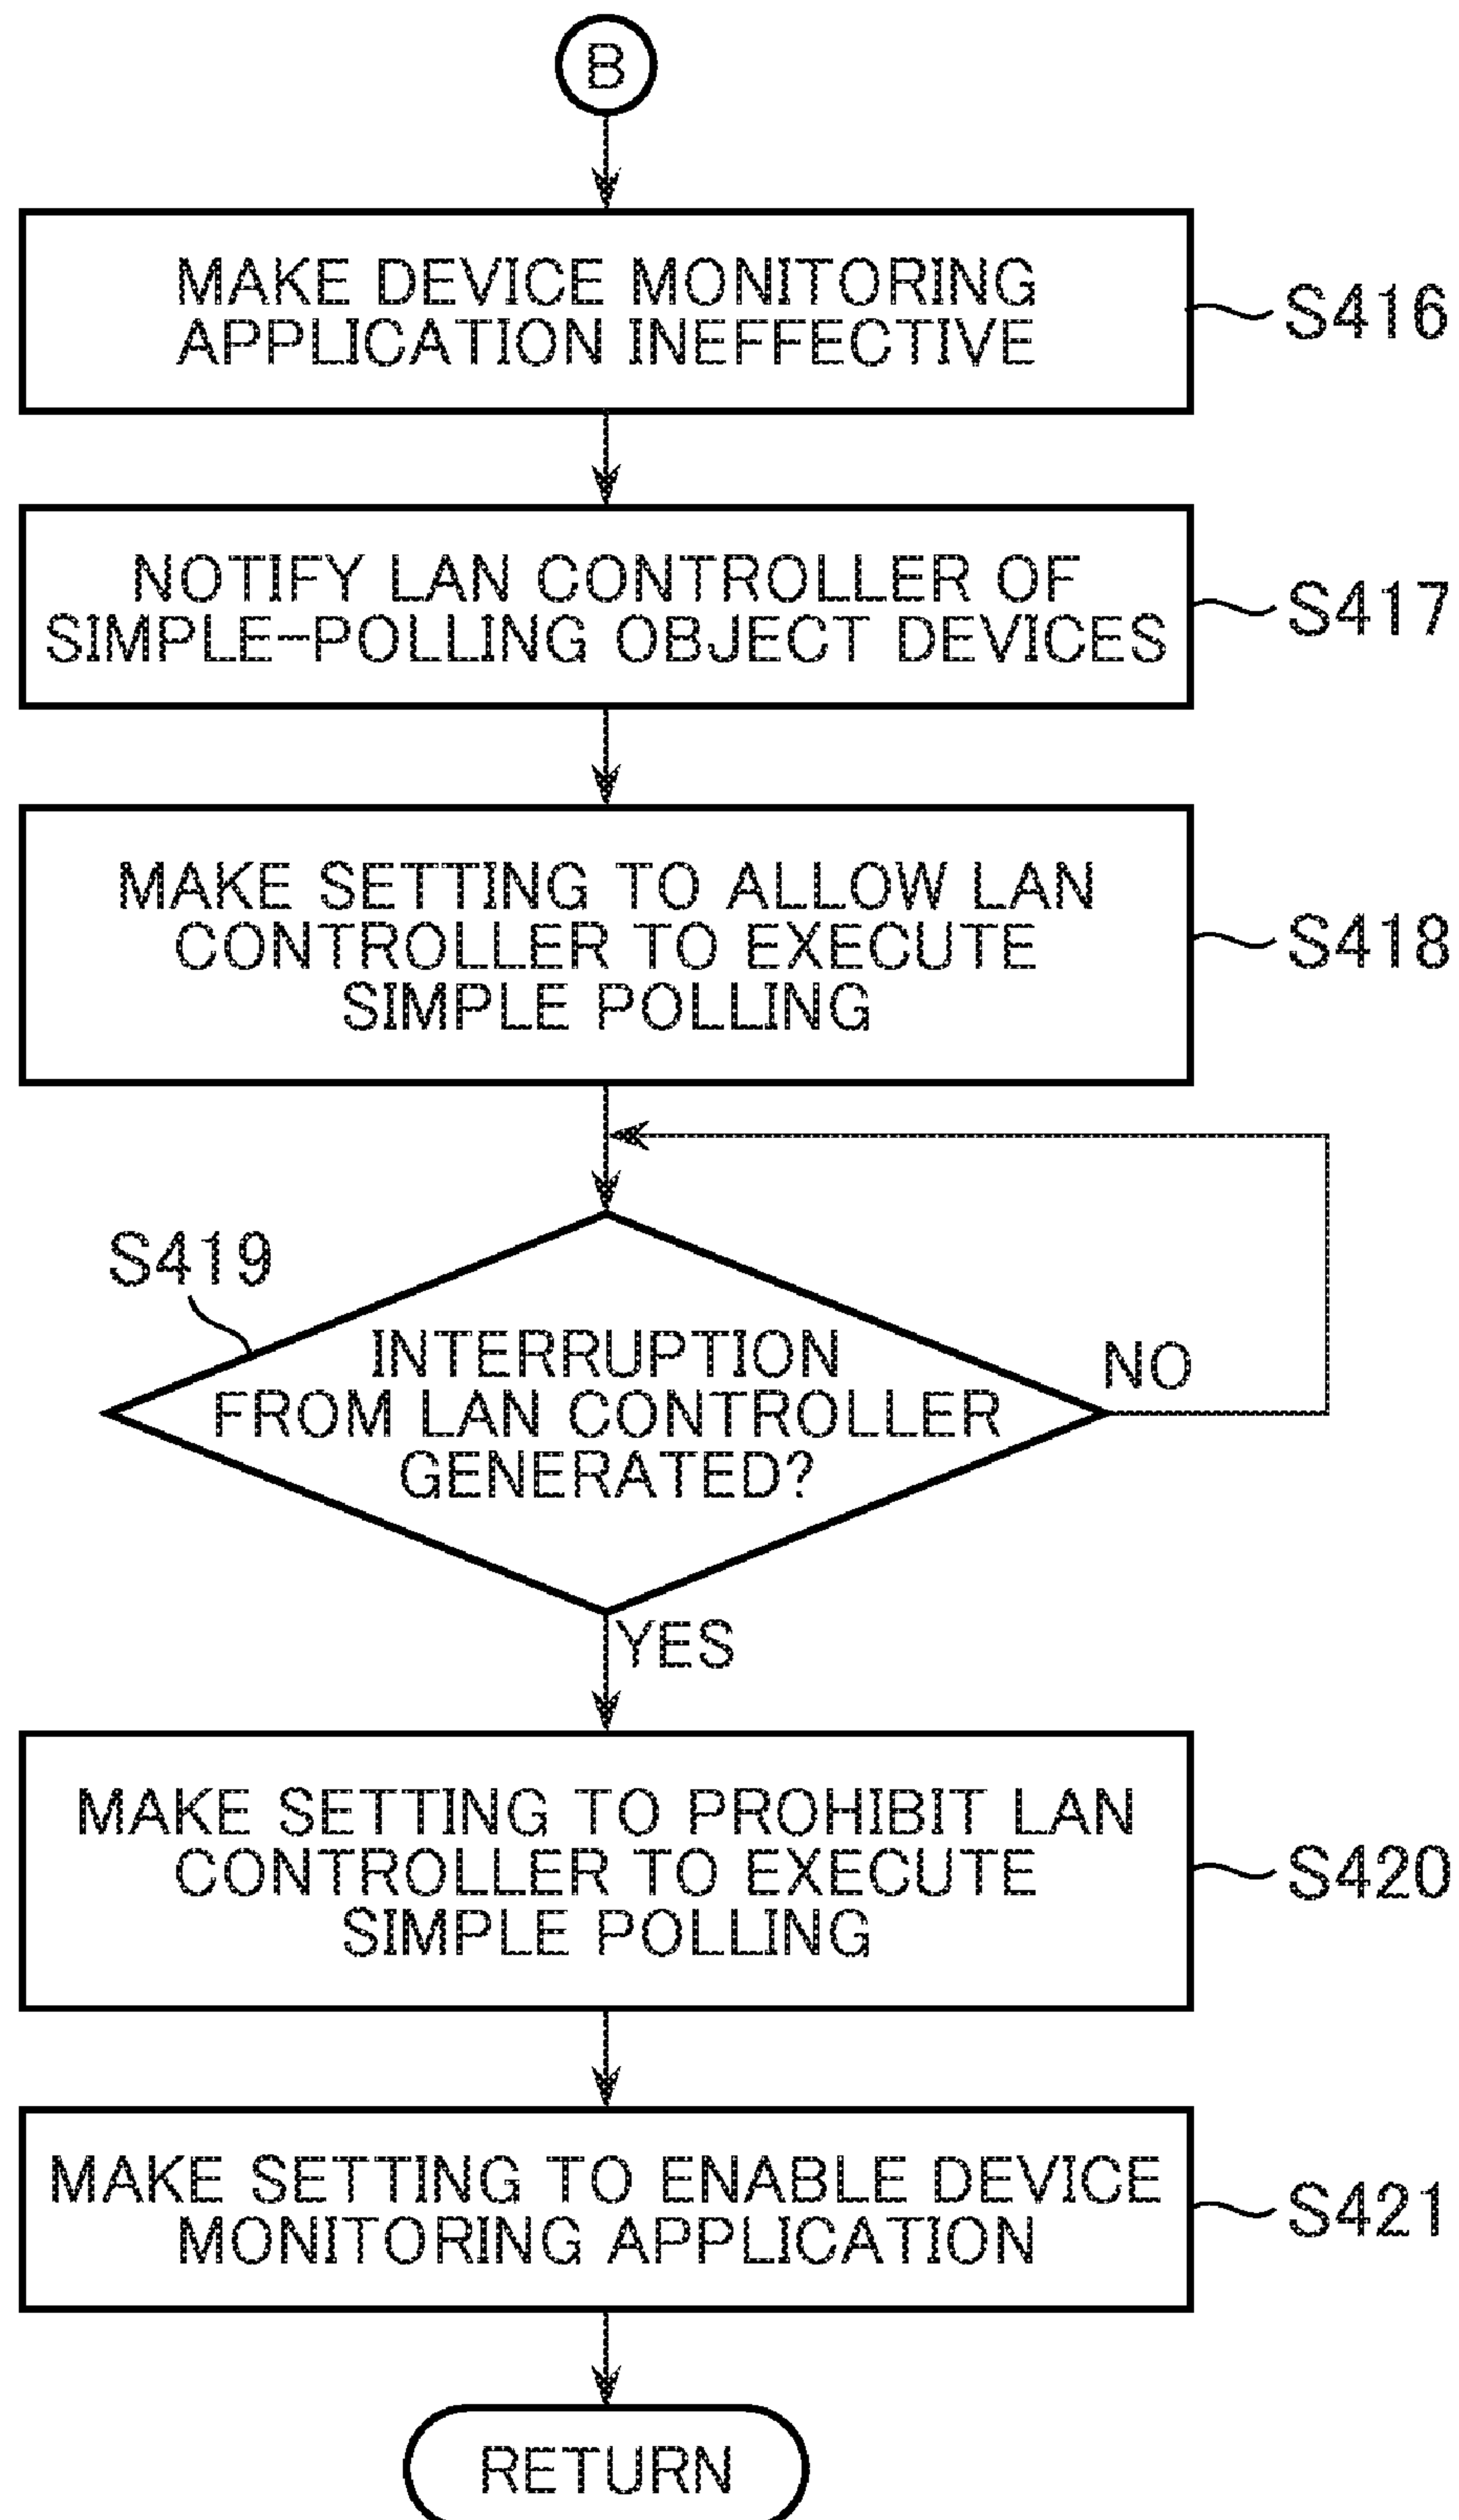 B
MAKE DEVICE MONITORING
APPLICATION INEFFECTIVE
S416
NOTIFY LAN CONTROLLER OF
SIMPLE-POLLING OBJECT DEVICES
S417
MAKE SETTING TO ALLOW LAN
CONTROLLER TO EXECUTE
SIMPLE POLLING
S418
S419
INTERRUPTION
FROM LAN CONTROLLER
GENERATED?
NO
YES
MAKE SETTING TO PROHIBIT LAN
CONTROLLER TO EXECUTE
SIMPLE POLLING
S420
MAKE SETTING TO ENABLE DEVICE
MONITORING APPLICATION
S421
RETURN